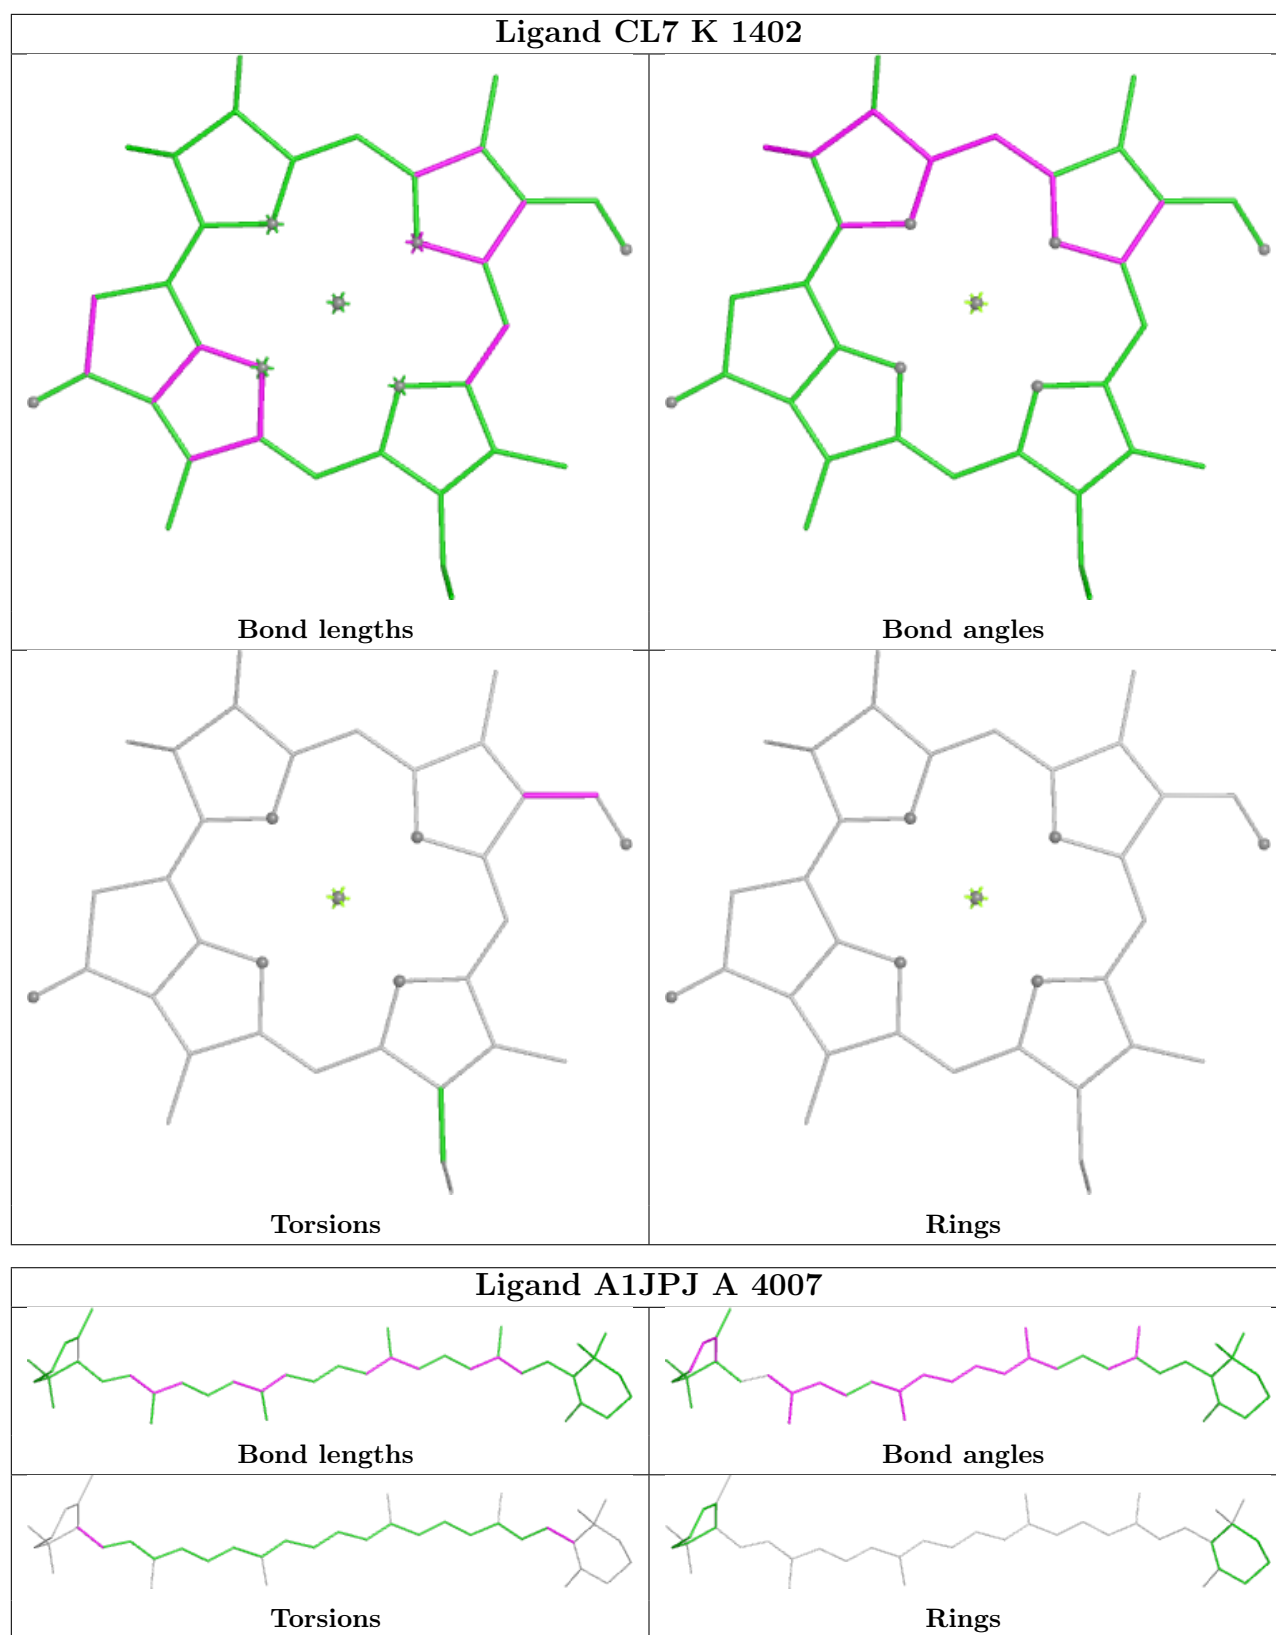 Ligand CL7 K 1402
Bond lengths
Bond angles
Torsions
Rings
Ligand A1JPJ A 4007
Bond lengths
Bond angles
Torsions
Rings